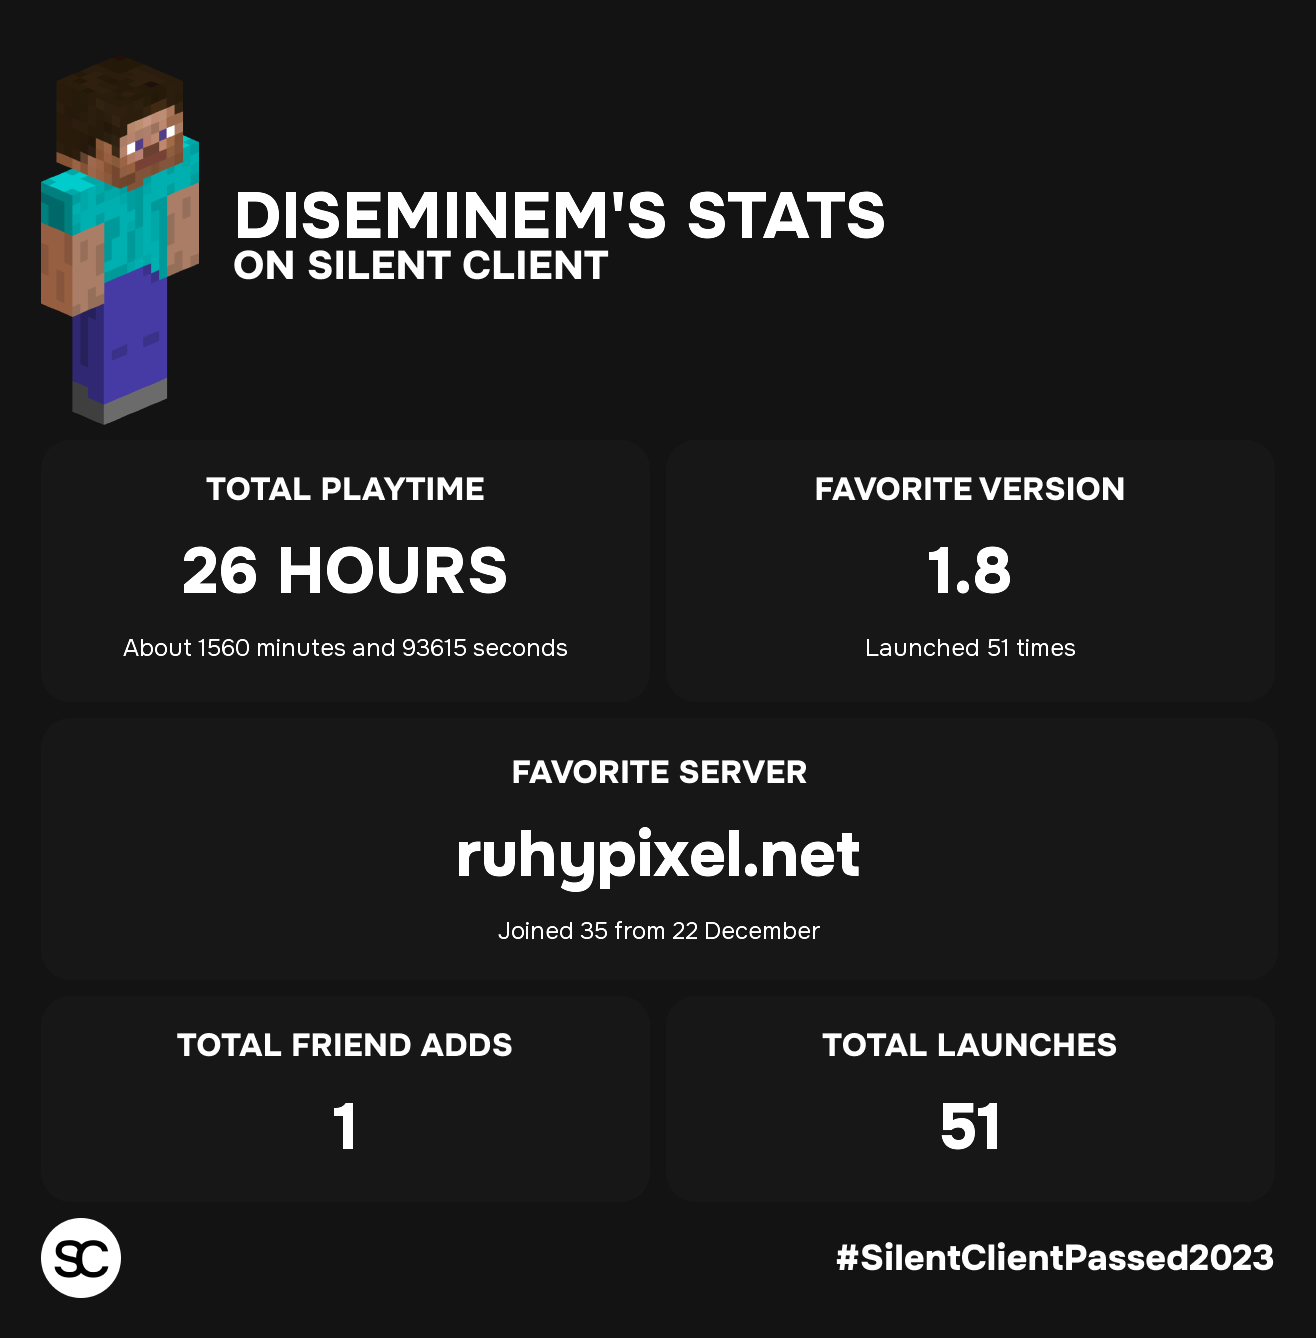 DISEMINEM'S STATS
ON SILENT CLIENT
TOTAL PLAYTIME
26 HOURS
About 1560 minutes and 93615 seconds
FAVORITE VERSION
1.8
Launched 51 times
FAVORITE SERVER
ruhypixel.net
Joined 35 from 22 December
TOTAL FRIEND ADDS
1
TOTAL LAUNCHES
51
SC
#SilentClientPassed2023